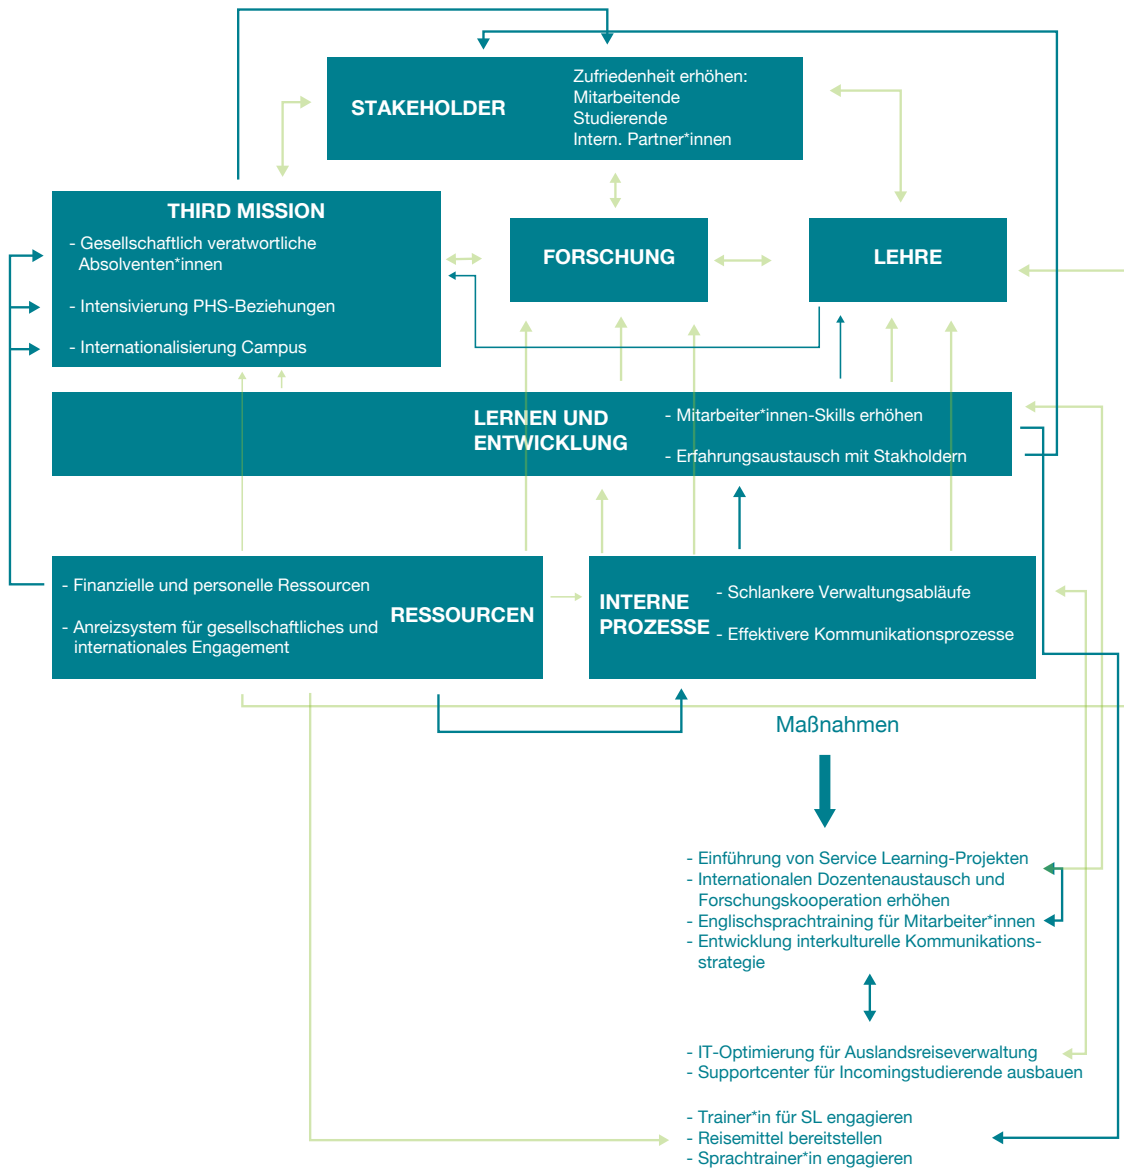 STAKEHOLDER
Zufriedenheit erhöhen:
Mitarbeitende
Studierende
Intern. Partner*innen
THIRD MISSION
- Gesellschaftlich veratwortliche
Absolventen*innen
- Intensivierung PHS-Beziehungen
- Internationalisierung Campus
FORSCHUNG
LEHRE
LERNEN UND
ENTWICKLUNG
- Mitarbeiter*innen-Skills erhöhen
- Erfahrungsaustausch mit Stakholdern
- Finanzielle und personelle Ressourcen
- Anreizsystem für gesellschaftliches und
internationales Engagement
RESSOURCEN
INTERNE
PROZESSE
- Schlankere Verwaltungsabläufe
- Effektivere Kommunikationsprozesse
Maßnahmen
- Einführung von Service Learning-Projekten
- Internationalen Dozentenaustausch und
Forschungskooperation erhöhen
- Englischsprachtraining für Mitarbeiter*innen
- Entwicklung interkulturelle Kommunikations-
strategie
- IT-Optimierung für Auslandsreiseverwaltung
- Supportcenter für Incomingstudierende ausbauen
- Trainer*in für SL engagieren
- Reisemittel bereitstellen
- Sprachtrainer*in engagieren